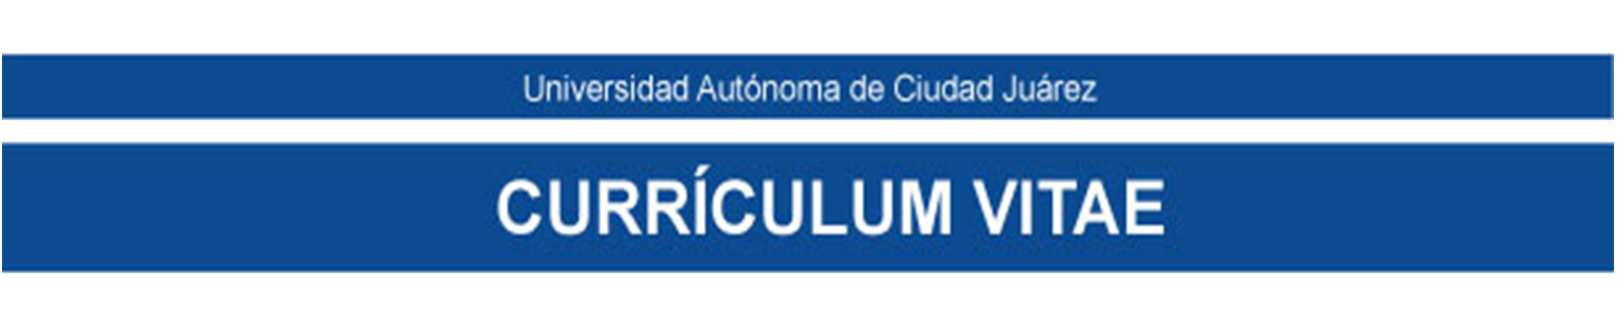 Universidad Autónoma de Ciudad Juárez
CURRÍCULUM VITAE